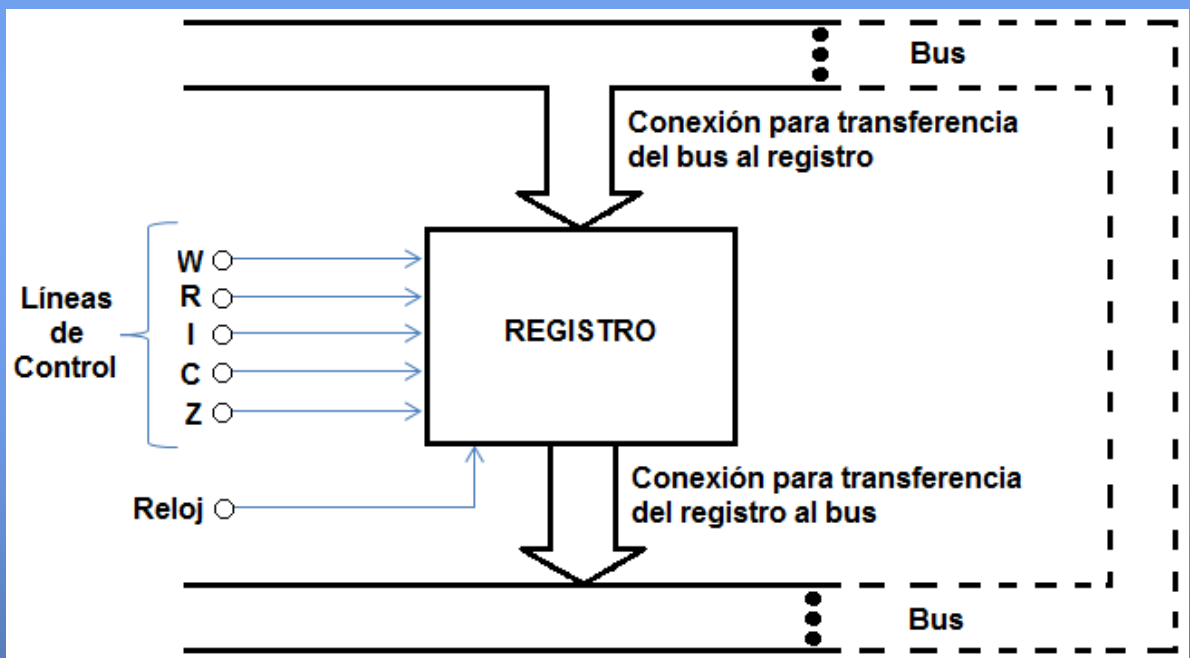 Bus
Conexión para transferencia
del bus al registro
Líneas
de
Control
W
R
I
C
Z
REGISTRO
Reloj
Conexión para transferencia
del registro al bus
Bus